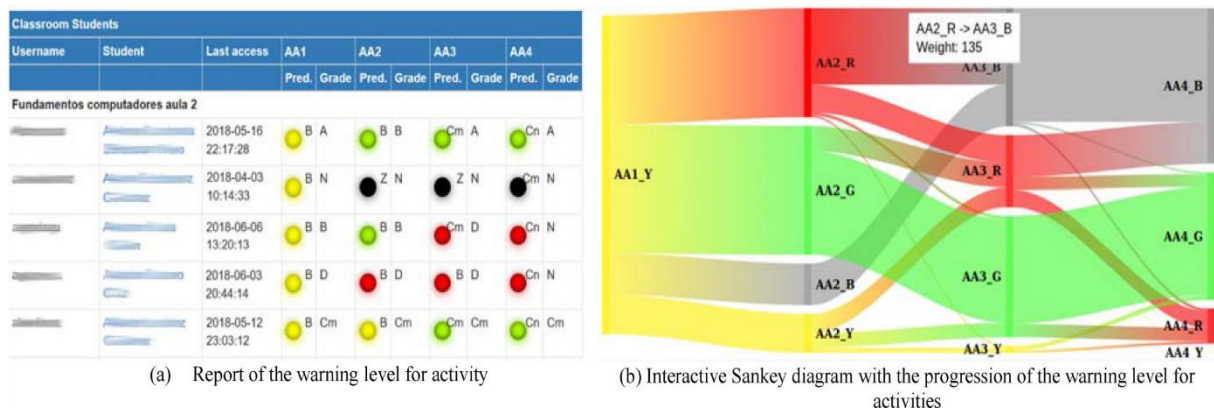 Classroom Students
Username Student Last access AA1 AA2 AA3 AA4
Pred. Grade Pred. Grade Pred. Grade Pred. Grade
Fundamentos computadores aula 2
2018-05-16 B A B B Cm A Cn A
22:17:28
2018-04-03 B N Z N Z N Cm N
10:14:33
2018-06-06 B B B B Cm D Cn N
13:20:13
2018-06-03 B D B D B D Cn N
20:44:14
2018-05-12 B Cm B Cm Cm Cm Cn Cm
23:03:12
(a) Report of the warning level for activity
AA2_R -> AA3_B
Weight: 135
AA2_R
AA3_B
AA4_B
AA1_Y
AA3_R
AA2_G
AA4_G
AA3_G
AA2_B
AA2_Y
AA4_R
AA3_Y
AA4_Y
(b) Interactive Sankey diagram with the progression of the warning level for
activities